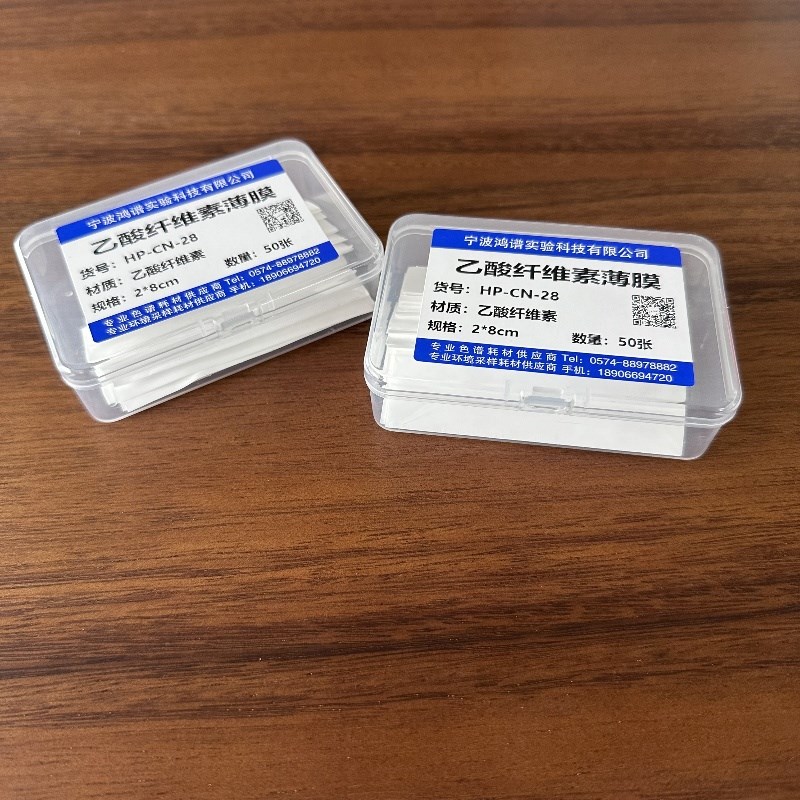 宁波鸿谱实验科技有限公司
乙酸纤维素薄膜
货号：HP-CN-28
材质：乙酸纤维素
规格：2*8cm 数量：50张
专业色谱耗材供应商 Tel：0574-88978882
专业环境采样耗材供应商 手机：18906694720
宁波鸿谱实验科技有限公司
乙酸纤维素薄膜
货号：HP-CN-28
材质：乙酸纤维素
规格：2*8cm 数量：50张
专业色谱耗材供应商 Tel：0574-88978882
专业环境采样耗材供应商 手机：18906694720